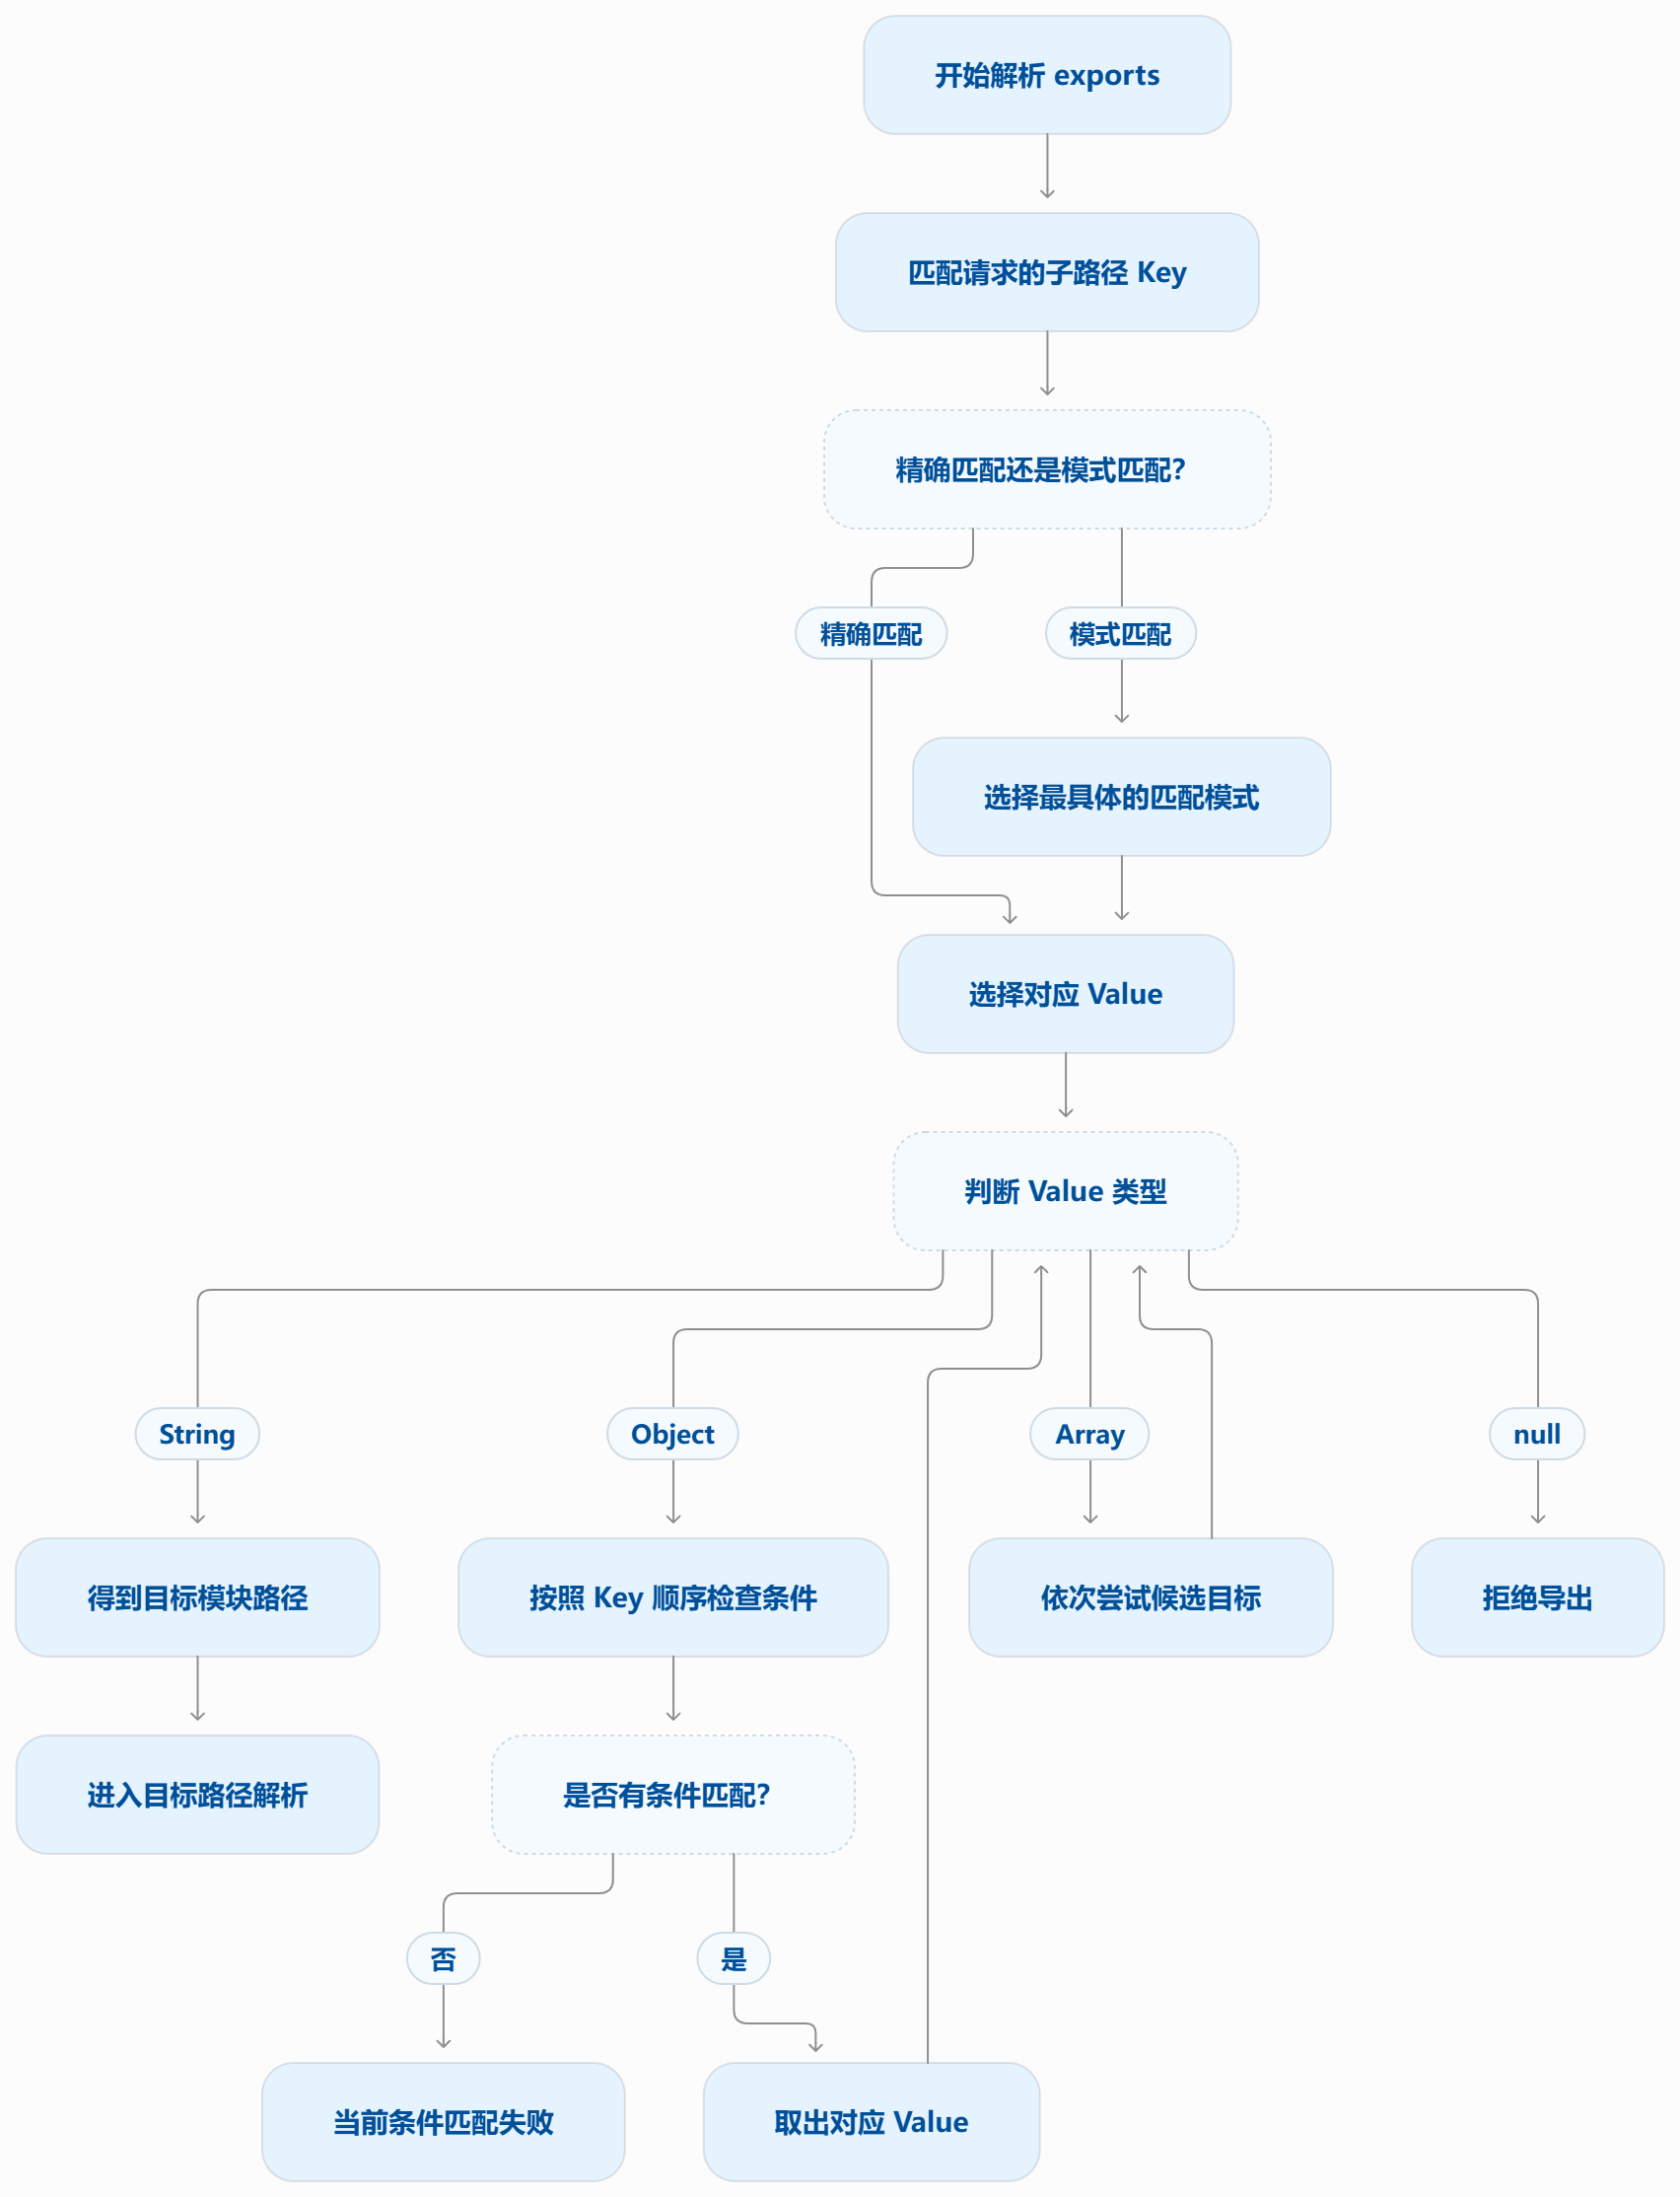 开始解析 exports
匹配请求的子路径 Key
精确匹配还是模式匹配?
精确匹配
模式匹配
选择最具体的匹配模式
选择对应 Value
判断 Value 类型
String
Object
Array
null
得到目标模块路径
按照 Key 顺序检查条件
依次尝试候选目标
拒绝导出
进入目标路径解析
是否有条件匹配?
否
是
当前条件匹配失败
取出对应 Value